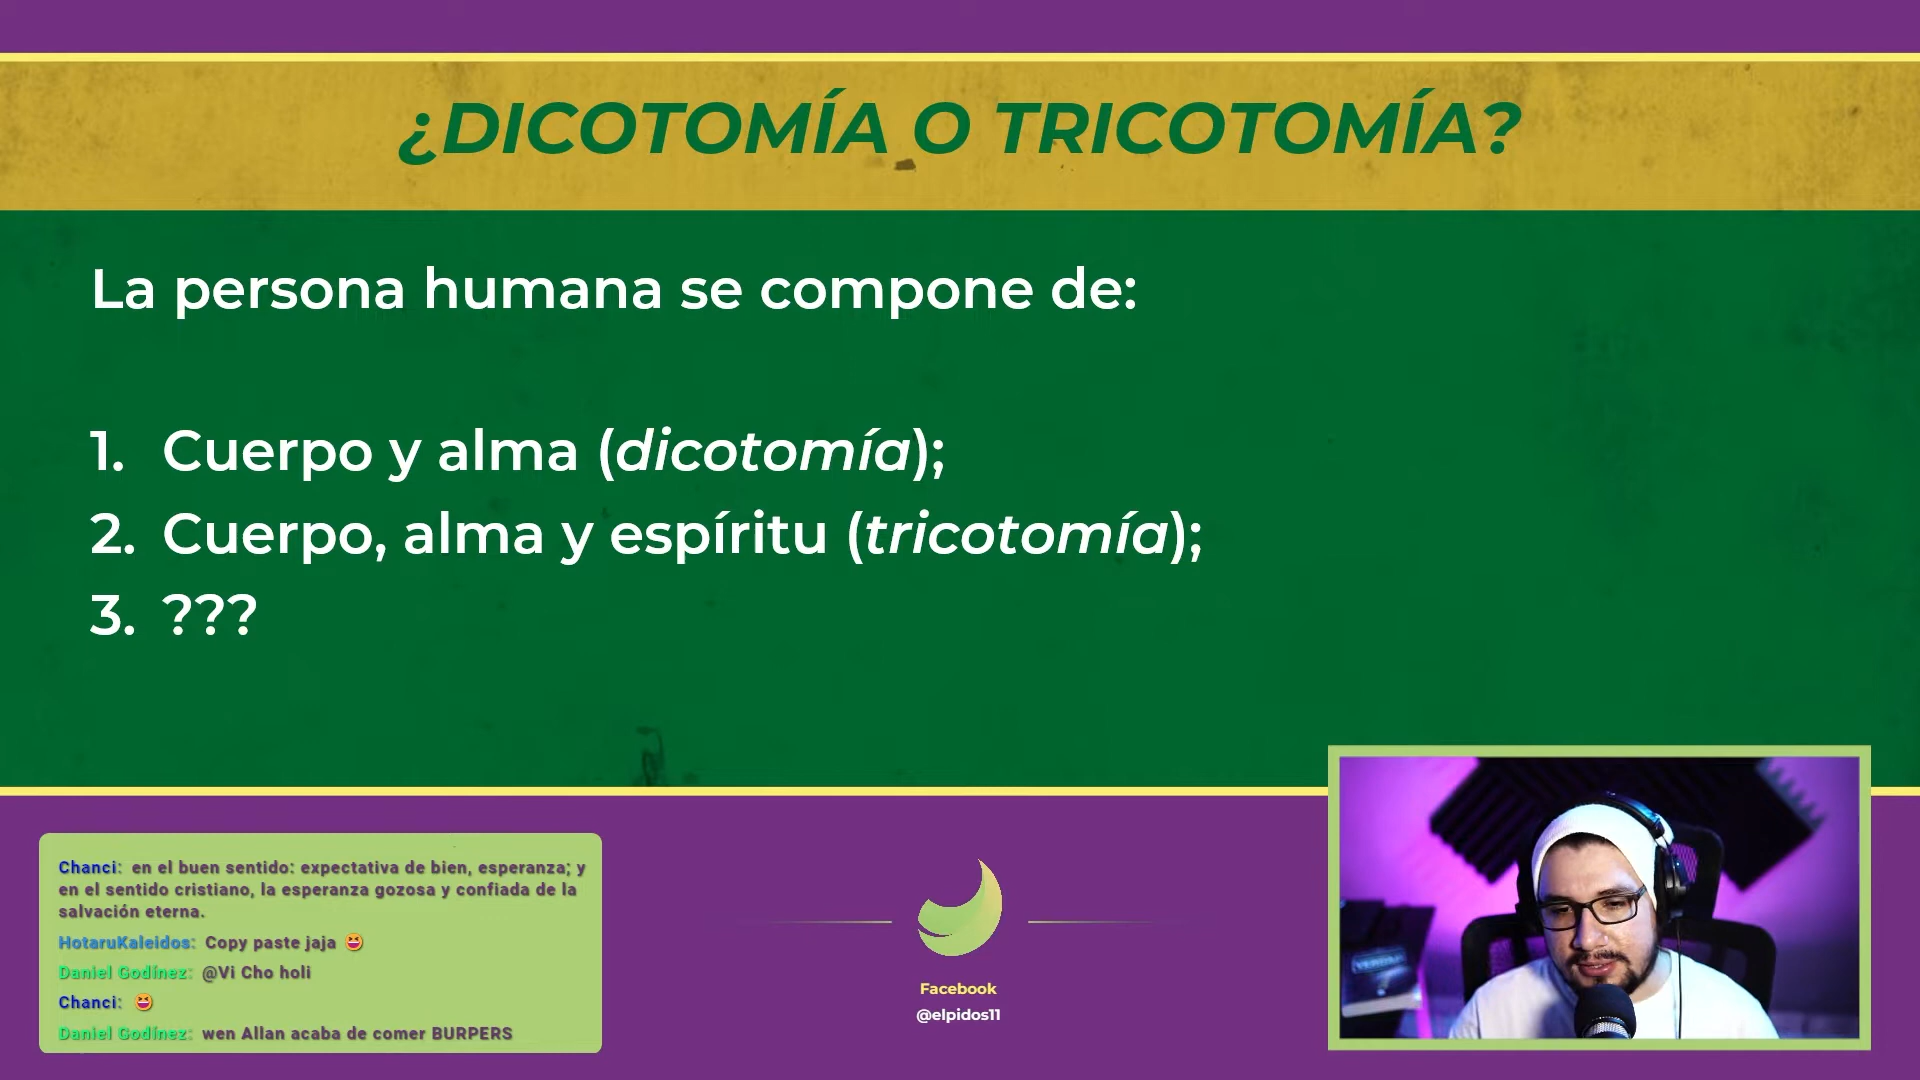 ¿DICOTOMÍA O TRICOTOMÍA?
La persona humana se compone de:
1. Cuerpo y alma (dicotomía);
2. Cuerpo, alma y espíritu (tricotomía);
3. ???
Chanci: en el buen sentido: expectativa de bien, esperanza; y
en el sentido cristiano, la esperanza gozosa y confiada de la
salvación eterna.
HotaruKaleidos: Copy paste jaja 😆
Daniel Godínez: @Vi Cho holi
Chanci: 😆
Daniel Godínez: wen Allan acaba de comer BURPERS
Facebook
@elpidos11